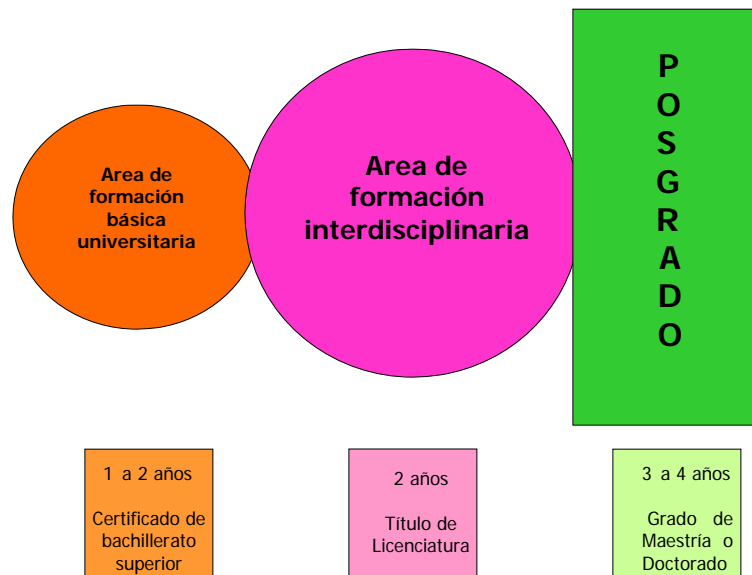 Area de
formación
básica
universitaria
Area de
formación
interdisciplinaria
P
O
S
G
R
A
D
O
1 a 2 años
Certificado de
bachillerato
superior
2 años
Título de
Licenciatura
3 a 4 años
Grado de
Maestría o
Doctorado